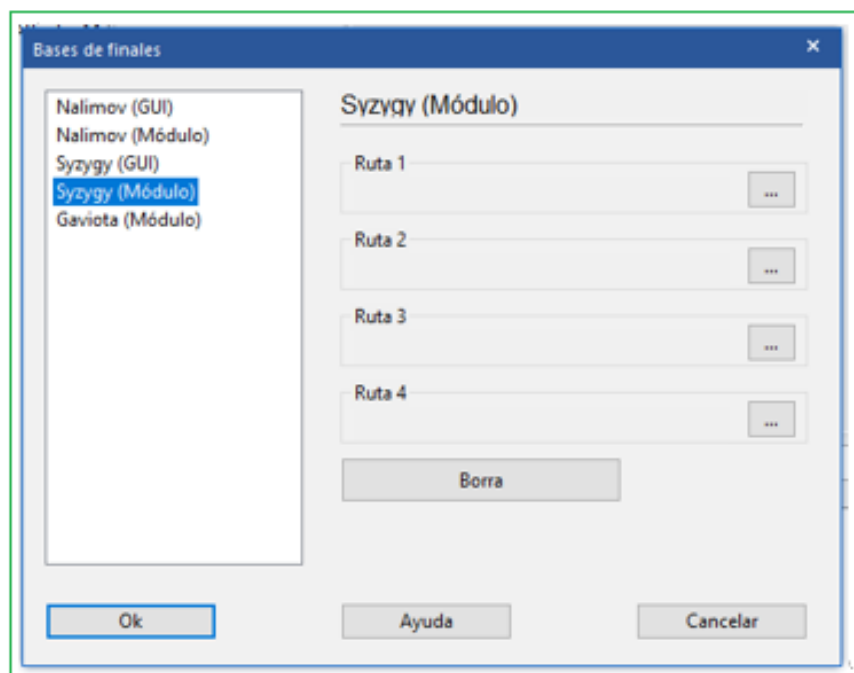 Bases de finales
Nalimov (GUI)
Nalimov (Módulo)
Syzygy (GUI)
Syzygy (Módulo)
Gaviota (Módulo)
Syzygy (Módulo)
Ruta 1
...
Ruta 2
...
Ruta 3
...
Ruta 4
...
Borra
Ok
Ayuda
Cancelar